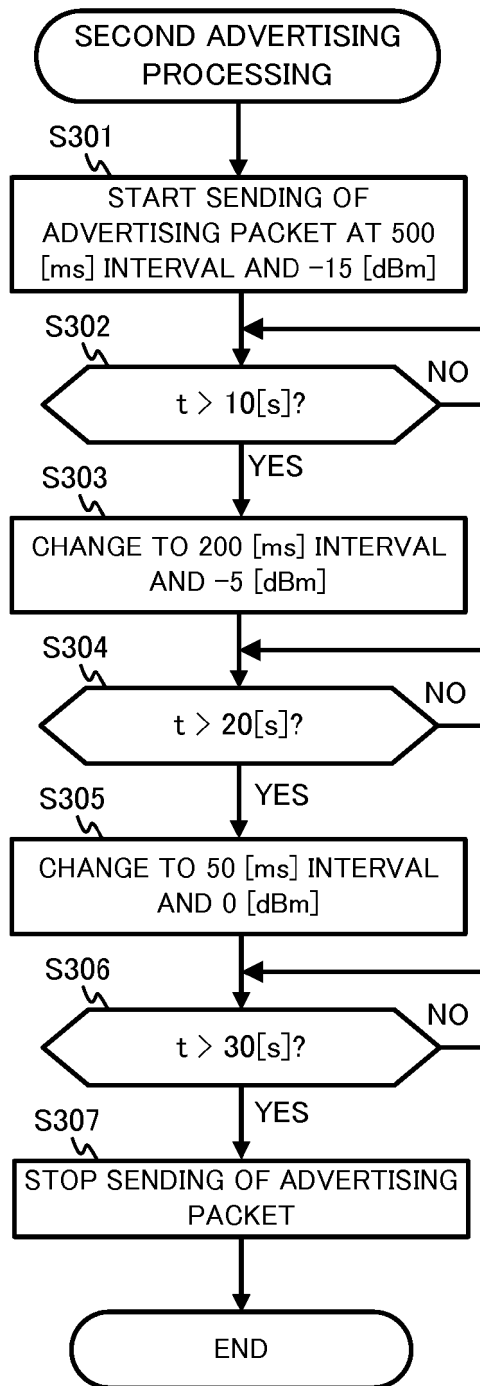 SECOND ADVERTISING
PROCESSING
S301
START SENDING OF
ADVERTISING PACKET AT 500
[ms] INTERVAL AND −15 [dBm]
S302
t > 10[s]?
NO
YES
S303
CHANGE TO 200 [ms] INTERVAL
AND −5 [dBm]
S304
t > 20[s]?
NO
YES
S305
CHANGE TO 50 [ms] INTERVAL
AND 0 [dBm]
S306
t > 30[s]?
NO
YES
S307
STOP SENDING OF ADVERTISING
PACKET
END